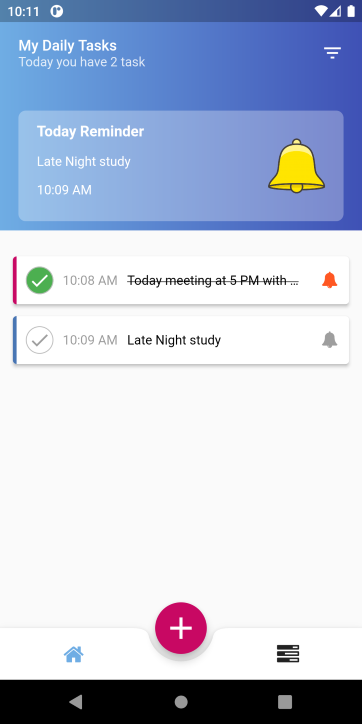 10:11
My Daily Tasks
Today you have 2 task
Today Reminder
Late Night study
10:09 AM
10:08 AM Today meeting at 5 PM with ...
10:09 AM Late Night study